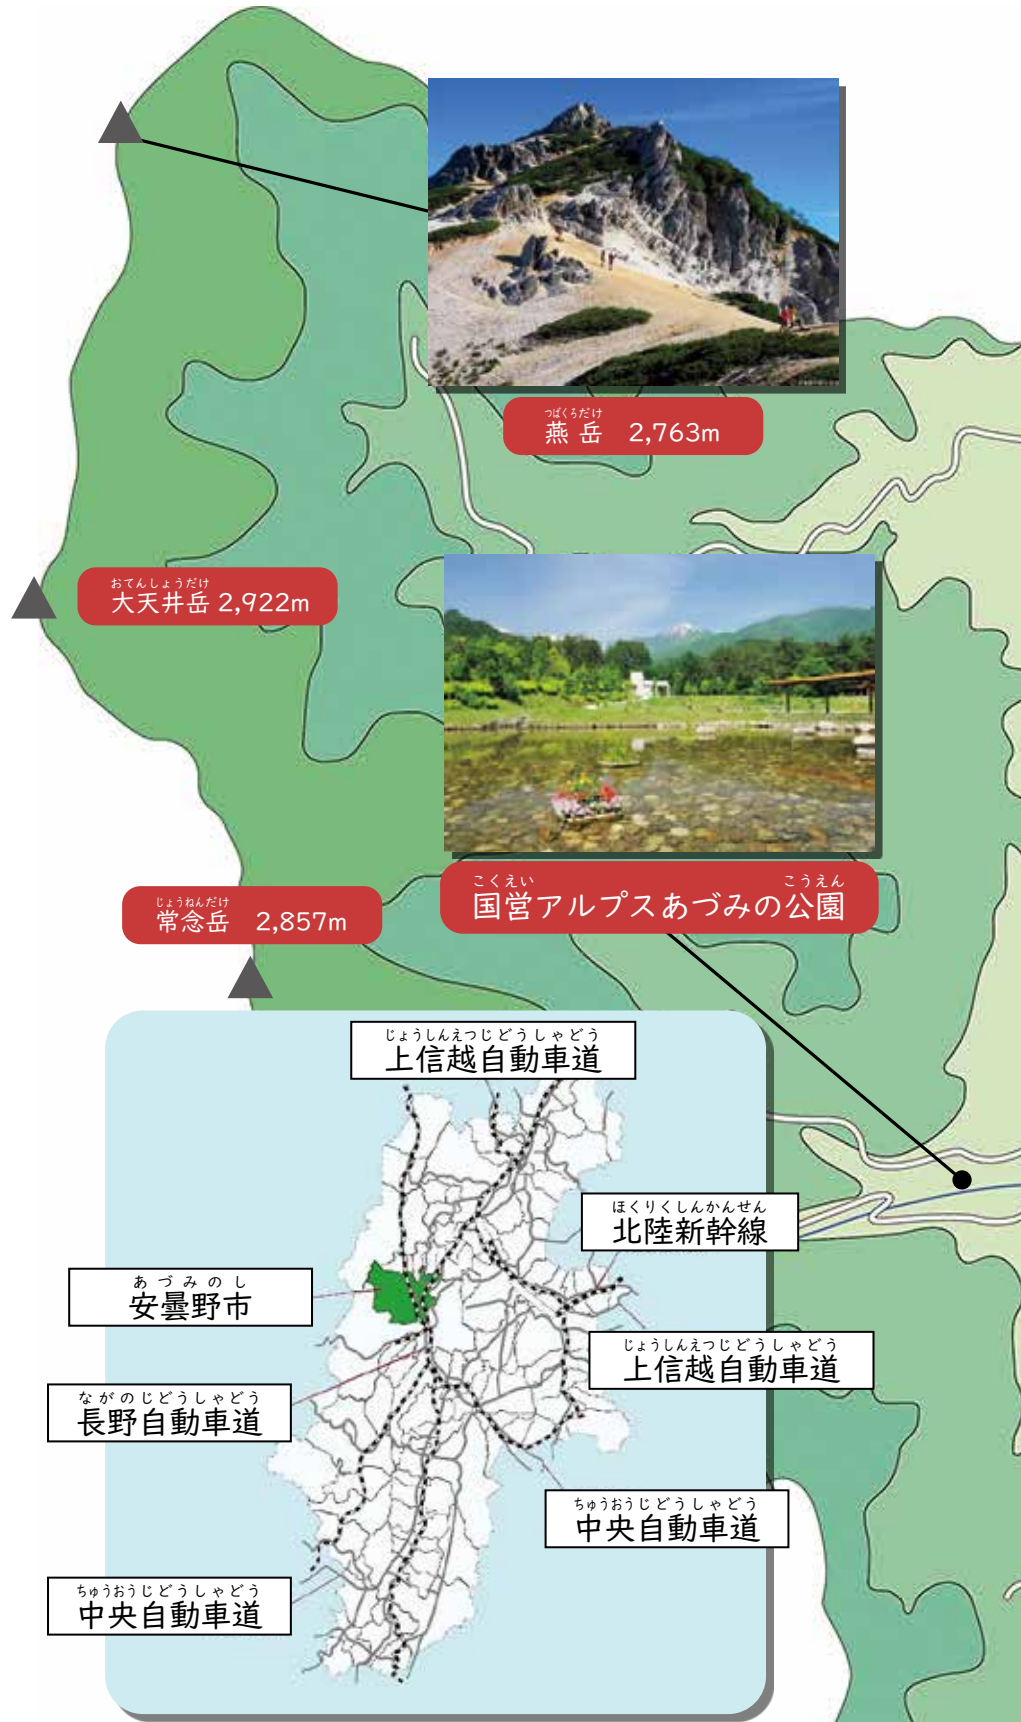 つばくろだけ
燕岳 2,763m
おてんしょうだけ
大天井岳 2,922m
こくえい こうえん
国営アルプスあづみの公園
じょうねんだけ
常念岳 2,857m
じょうしんえつじどうしゃどう
上信越自動車道
ほくりくしんかんせん
北陸新幹線
あづみのし
安曇野市
じょうしんえつじどうしゃどう
上信越自動車道
ながのじどうしゃどう
長野自動車道
ちゅうおうじどうしゃどう
中央自動車道
ちゅうおうじどうしゃどう
中央自動車道